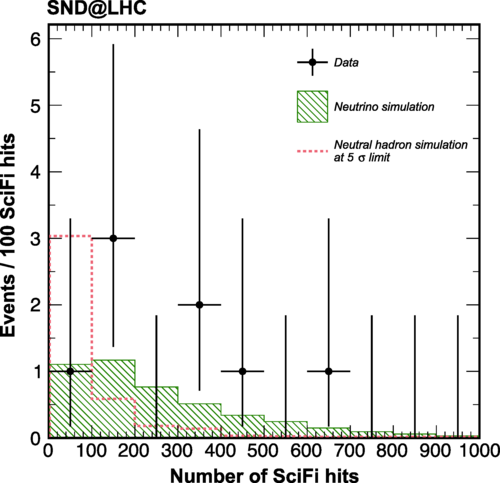 SND@LHC
6
5
4
3
2
1
0
Events / 100 SciFi hits
Data
Neutrino simulation
Neutral hadron simulation
at 5 σ limit
0 100 200 300 400 500 600 700 800 900 1000
Number of SciFi hits